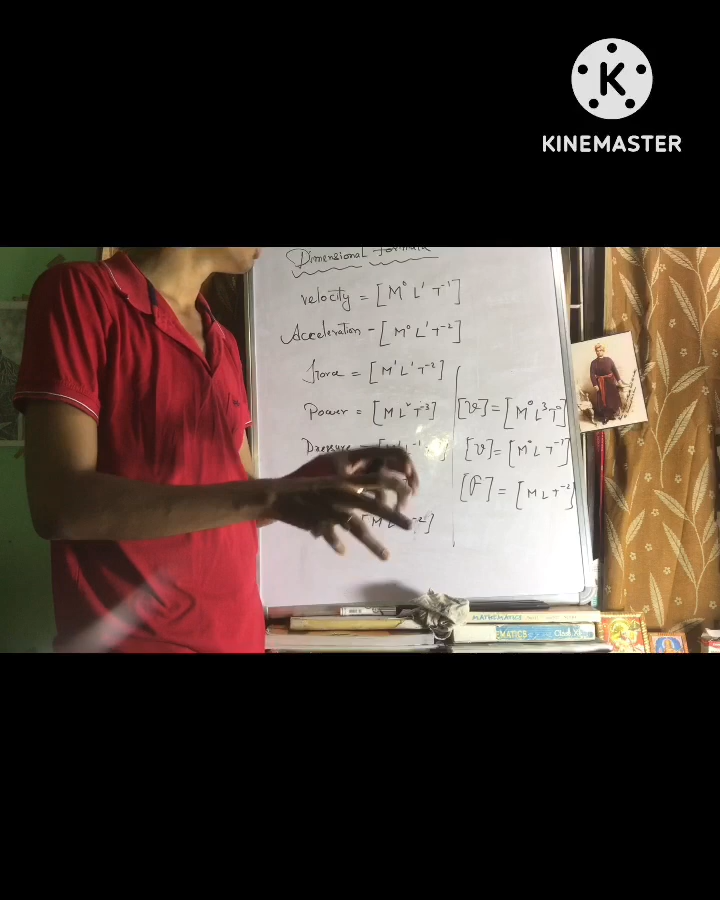 KINEMASTER
Dimensional Formula
velocity = [M⁰ L¹ T⁻¹]
Acceleration - [M⁰ L¹ T⁻²]
Force = [M¹ L¹ T⁻²]
Power = [M L² T⁻³]
Pressure = [
[V] = [M⁰ L³ T⁰]
[v] = [M⁰ L T⁻¹]
[F] = [M L T⁻²]
MATHEMATICS